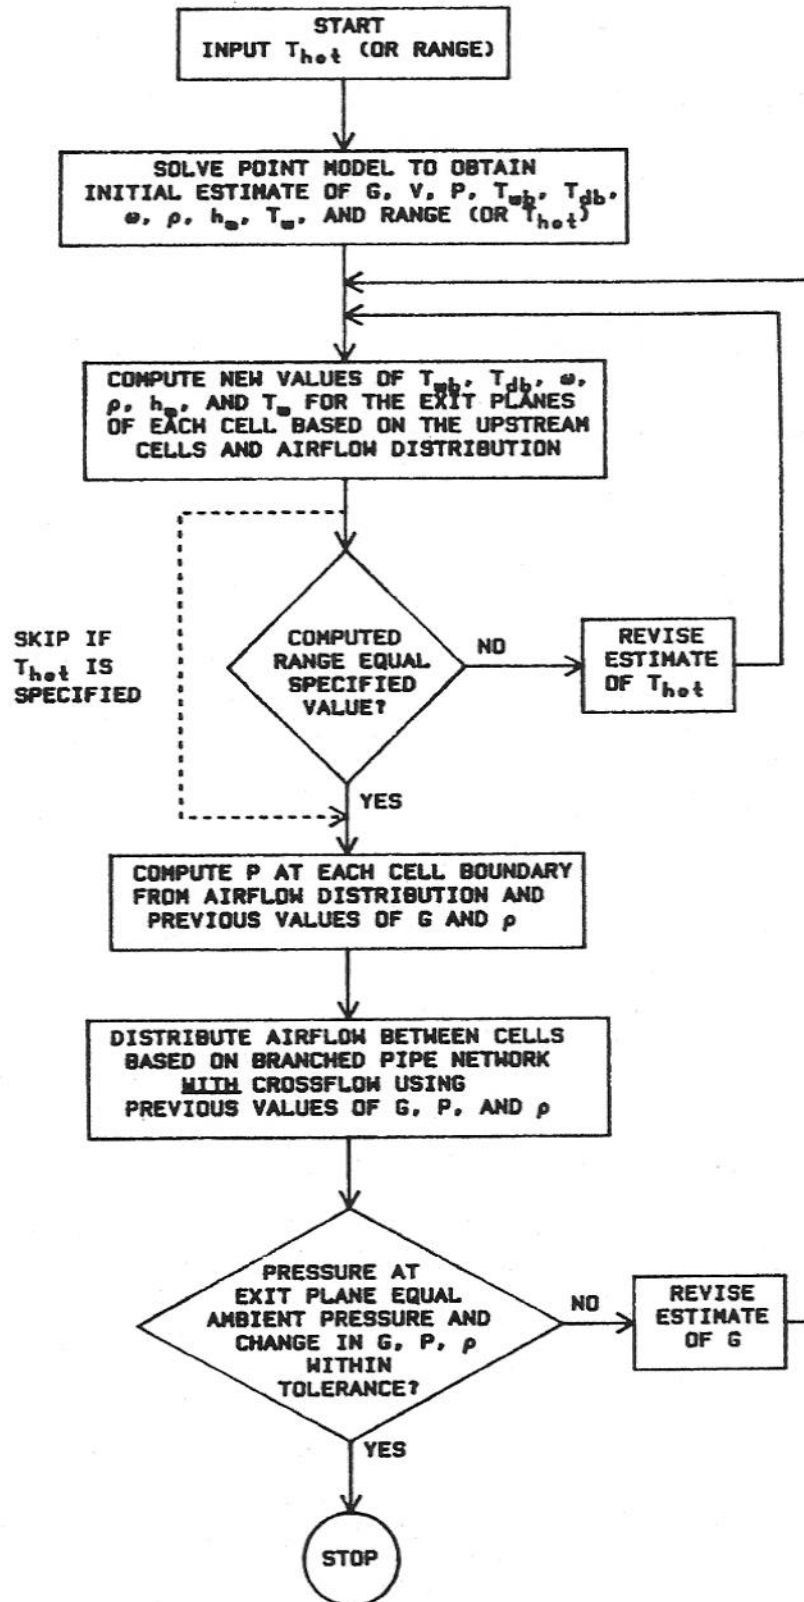 START
INPUT T_hot (OR RANGE)
SOLVE POINT MODEL TO OBTAIN
INITIAL ESTIMATE OF G, V, P, T_wb, T_db,
ω, ρ, h_w, T_w, AND RANGE (OR T_hot)
COMPUTE NEW VALUES OF T_wb, T_db, ω,
ρ, h_w, AND T_w FOR THE EXIT PLANES
OF EACH CELL BASED ON THE UPSTREAM
CELLS AND AIRFLOW DISTRIBUTION
SKIP IF
T_hot IS
SPECIFIED
COMPUTED
RANGE EQUAL
SPECIFIED
VALUE?
NO
REVISE
ESTIMATE
OF T_hot
YES
COMPUTE P AT EACH CELL BOUNDARY
FROM AIRFLOW DISTRIBUTION AND
PREVIOUS VALUES OF G AND ρ
DISTRIBUTE AIRFLOW BETWEEN CELLS
BASED ON BRANCHED PIPE NETWORK
WITH CROSSFLOW USING
PREVIOUS VALUES OF G, P, AND ρ
PRESSURE AT
EXIT PLANE EQUAL
AMBIENT PRESSURE AND
CHANGE IN G, P, ρ
WITHIN
TOLERANCE?
NO
REVISE
ESTIMATE
OF G
YES
STOP